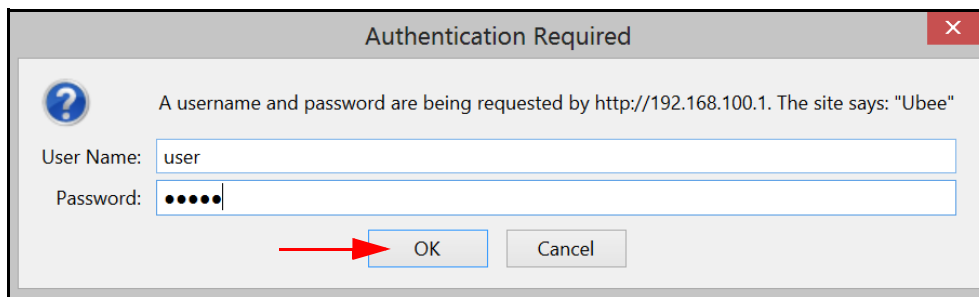 Authentication Required
A username and password are being requested by http://192.168.100.1. The site says: "Ubee"
User Name: user
Password: •••••
OK Cancel